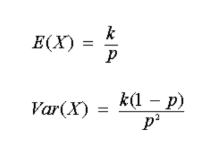 E(X) = k/p
Var(X) = k(1 − p)/p²